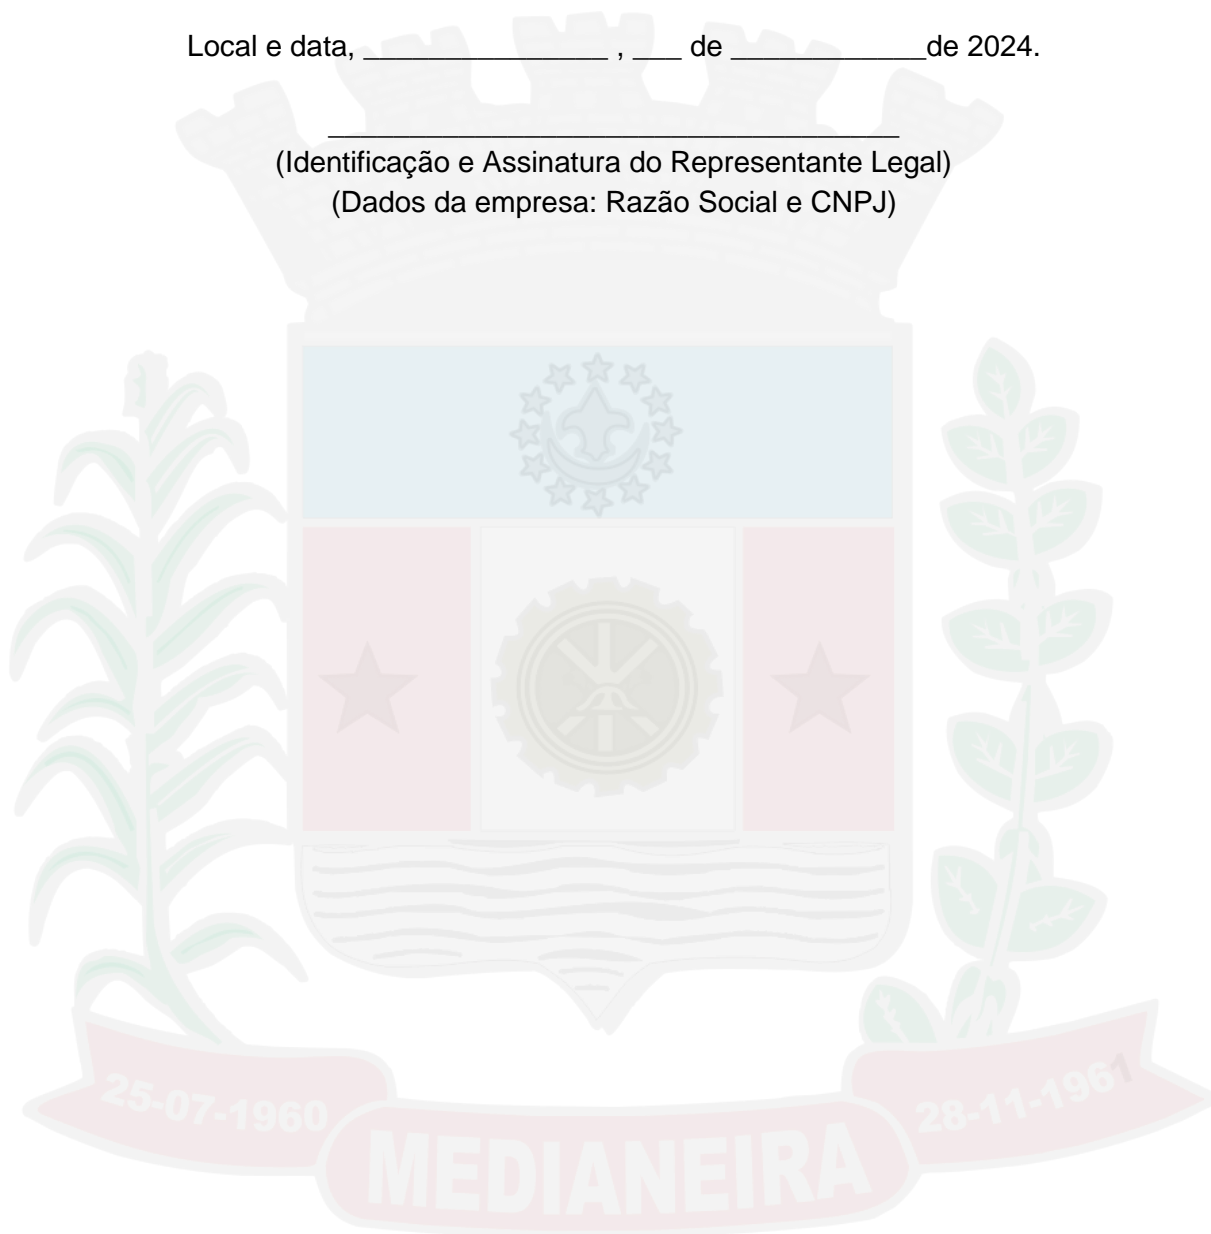 Local e data, _______________ , ___ de ____________de 2024.
___________________________________
(Identificação e Assinatura do Representante Legal)
(Dados da empresa: Razão Social e CNPJ)
25-07-1960
28-11-1961
MEDIANEIRA